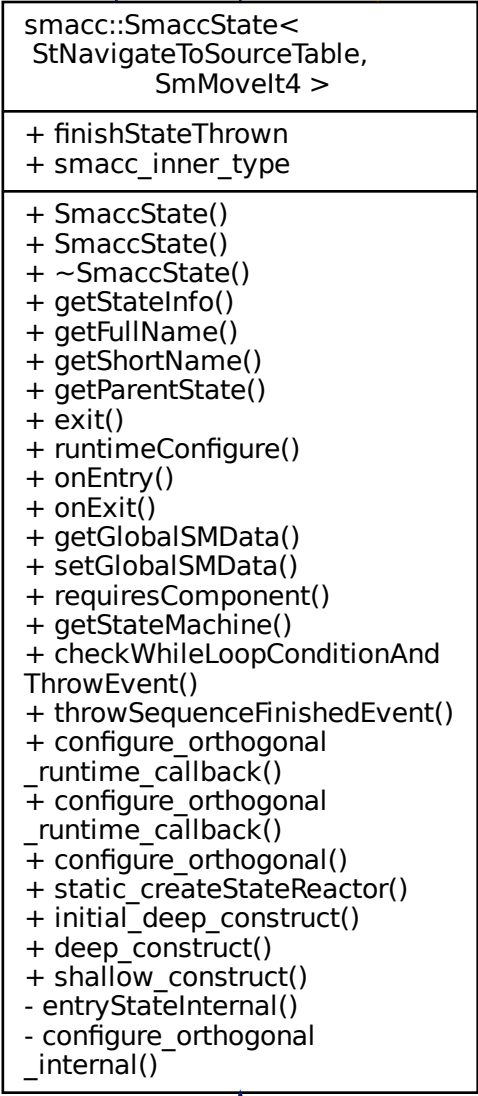 smacc::SmaccState<
StNavigateToSourceTable,
SmMoveIt4 >
+ finishStateThrown
+ smacc_inner_type
+ SmaccState()
+ SmaccState()
+ ~SmaccState()
+ getStateInfo()
+ getFullName()
+ getShortName()
+ getParentState()
+ exit()
+ runtimeConfigure()
+ onEntry()
+ onExit()
+ getGlobalSMData()
+ setGlobalSMData()
+ requiresComponent()
+ getStateMachine()
+ checkWhileLoopConditionAnd
ThrowEvent()
+ throwSequenceFinishedEvent()
+ configure_orthogonal
_runtime_callback()
+ configure_orthogonal
_runtime_callback()
+ configure_orthogonal()
+ static_createStateReactor()
+ initial_deep_construct()
+ deep_construct()
+ shallow_construct()
- entryStateInternal()
- configure_orthogonal
_internal()